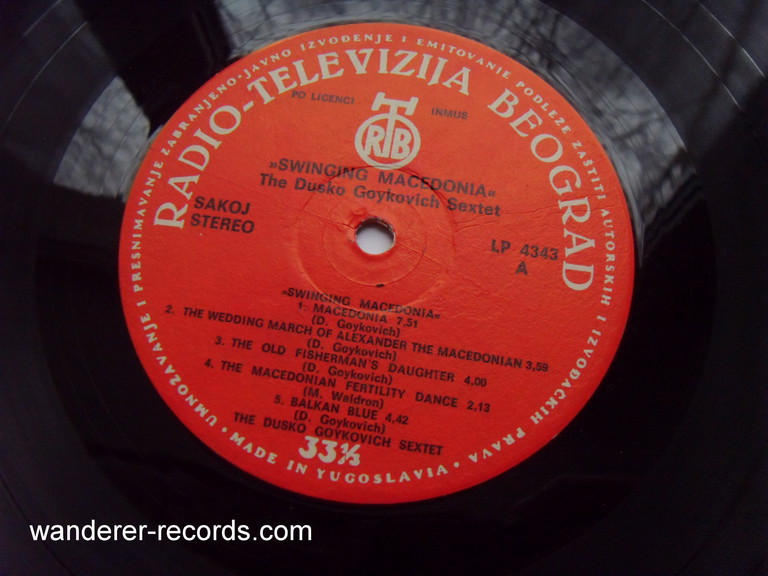 UMNOŽAVANJE I PRESNIMAVANJE ZABRANJENO · JAVNO IZVOĐENJE I EMITOVANJE PODLEŽE ZAŠTITI AUTORSKIH I IZVOĐAČKIH PRAVA · MADE IN YUGOSLAVIA ·
RADIO-TELEVIZIJA BEOGRAD
PO LICENCI - INMUS
RTB
»SWINGING MACEDONIA«
The Dusko Goykovich Sextet
SAKOJ
STEREO
LP 4343
A
»SWINGING MACEDONIA«
1. MACEDONIA 7,51
(D. Goykovich)
2. THE WEDDING MARCH OF ALEXANDER THE MACEDONIAN 3,59
(D. Goykovich)
3. THE OLD FISHERMAN'S DAUGHTER 4,00
(D. Goykovich)
4. THE MACEDONIAN FERTILITY DANCE 2,13
(M. Waldron)
5. BALKAN BLUE 4,42
(D. Goykovich)
THE DUSKO GOYKOVICH SEXTET
33⅓
wanderer-records.com